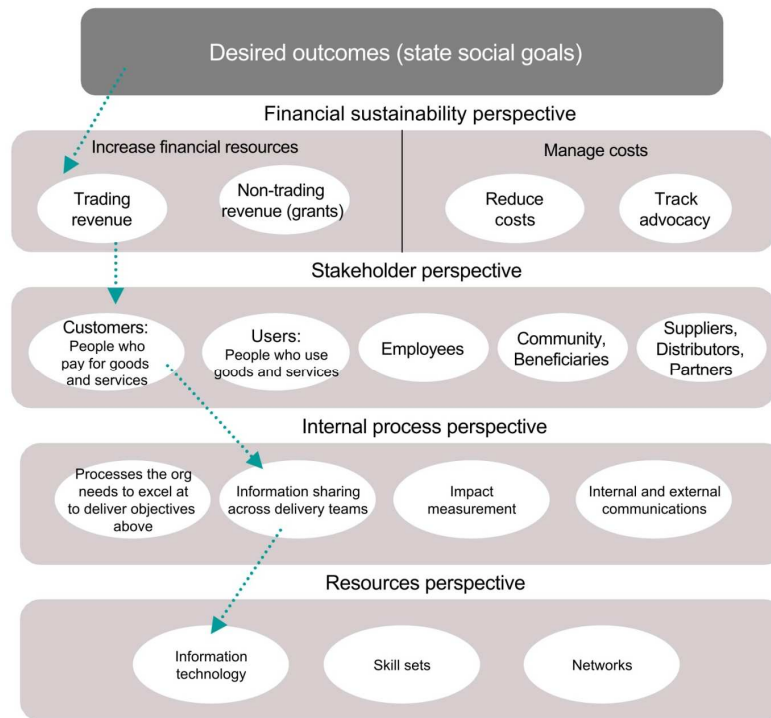 Desired outcomes (state social goals)
Financial sustainability perspective
Increase financial resources
Manage costs
Trading
revenue
Non-trading
revenue (grants)
Reduce
costs
Track
advocacy
Stakeholder perspective
Customers:
People who
pay for goods
and services
Users:
People who use
goods and services
Employees
Community,
Beneficiaries
Suppliers,
Distributors,
Partners
Internal process perspective
Processes the org
needs to excel at
to deliver objectives
above
Information sharing
across delivery teams
Impact
measurement
Internal and external
communications
Resources perspective
Information
technology
Skill sets
Networks